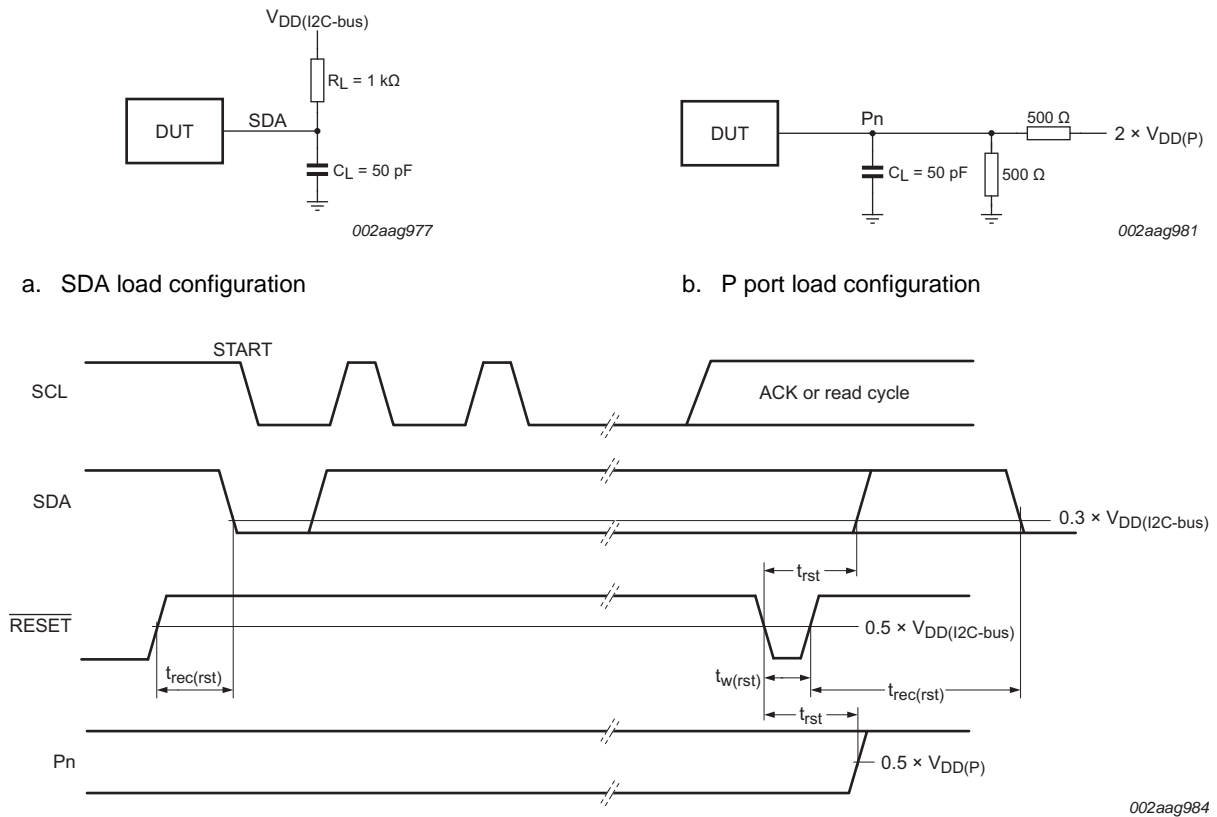 VDD(I2C-bus)
RL = 1 kΩ
DUT
SDA
CL = 50 pF
002aag977
DUT
Pn
500 Ω
2 × VDD(P)
CL = 50 pF
500 Ω
002aag981
a. SDA load configuration
b. P port load configuration
START
SCL
ACK or read cycle
SDA
0.3 × VDD(I2C-bus)
trst
RESET
0.5 × VDD(I2C-bus)
trec(rst)
tw(rst)
trec(rst)
trst
Pn
0.5 × VDD(P)
002aag984